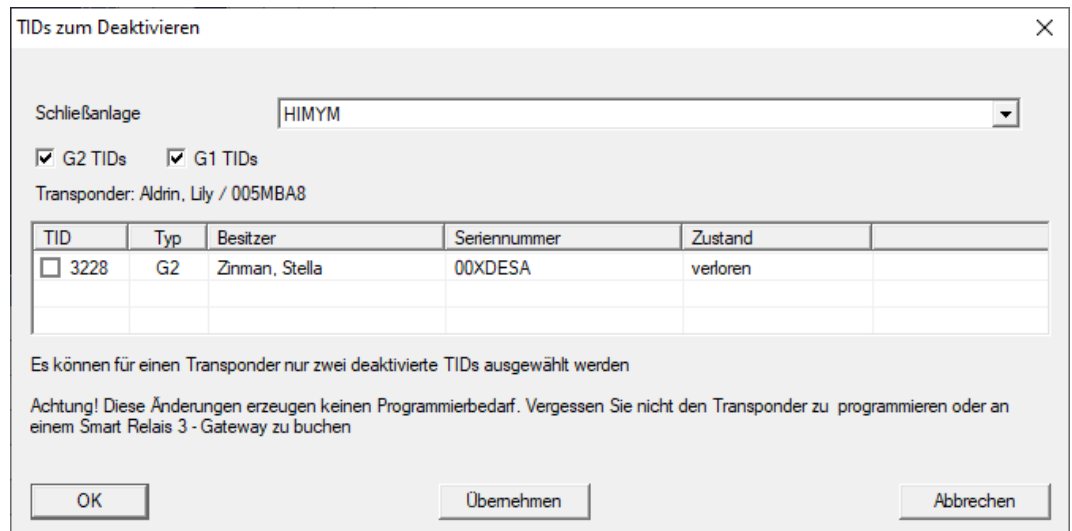 TIDs zum Deaktivieren
Schließanlage HIMYM
G2 TIDs G1 TIDs
Transponder: Aldrin, Lily / 005MBA8
TID Typ Besitzer Seriennummer Zustand
3228 G2 Zinman, Stella 00XDESA verloren
Es können für einen Transponder nur zwei deaktivierte TIDs ausgewählt werden
Achtung! Diese Änderungen erzeugen keinen Programmierbedarf. Vergessen Sie nicht den Transponder zu programmieren oder an
einem Smart Relais 3 - Gateway zu buchen
OK Übernehmen Abbrechen